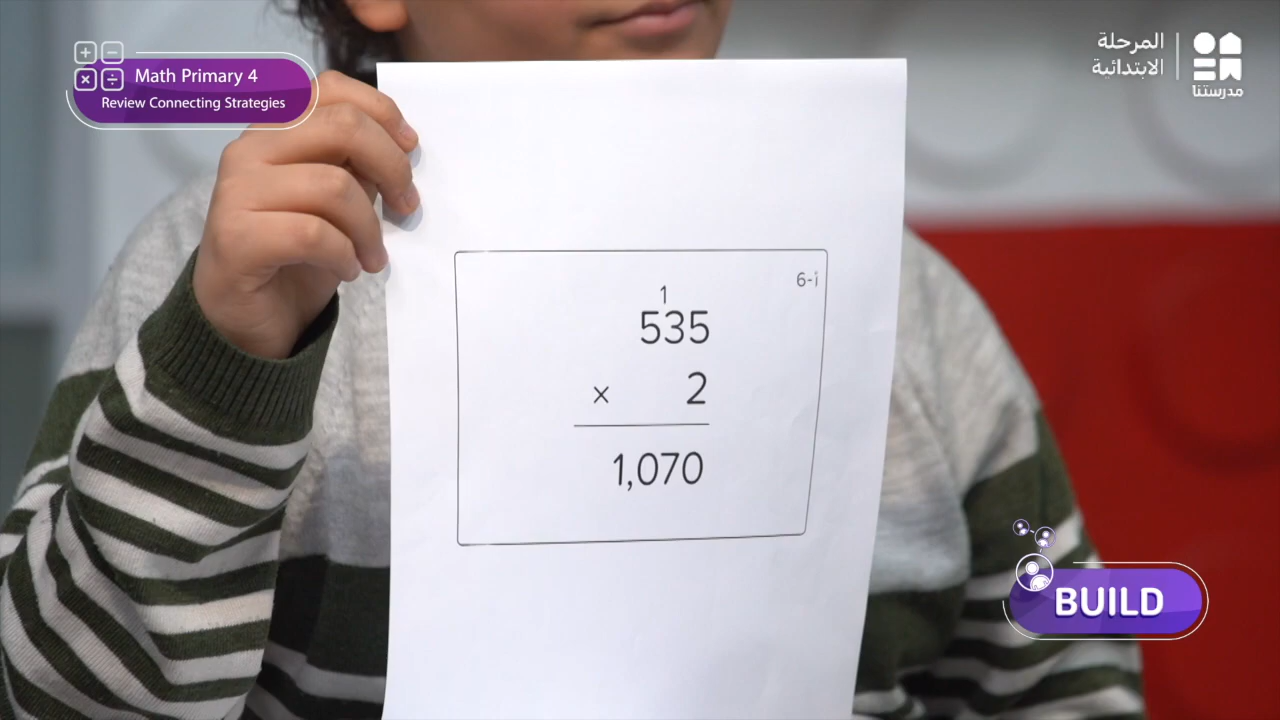 + −
× ÷
Math Primary 4
Review Connecting Strategies
المرحلة
الابتدائية
مدرستنا
6-i
1
535
× 2
1,070
BUILD